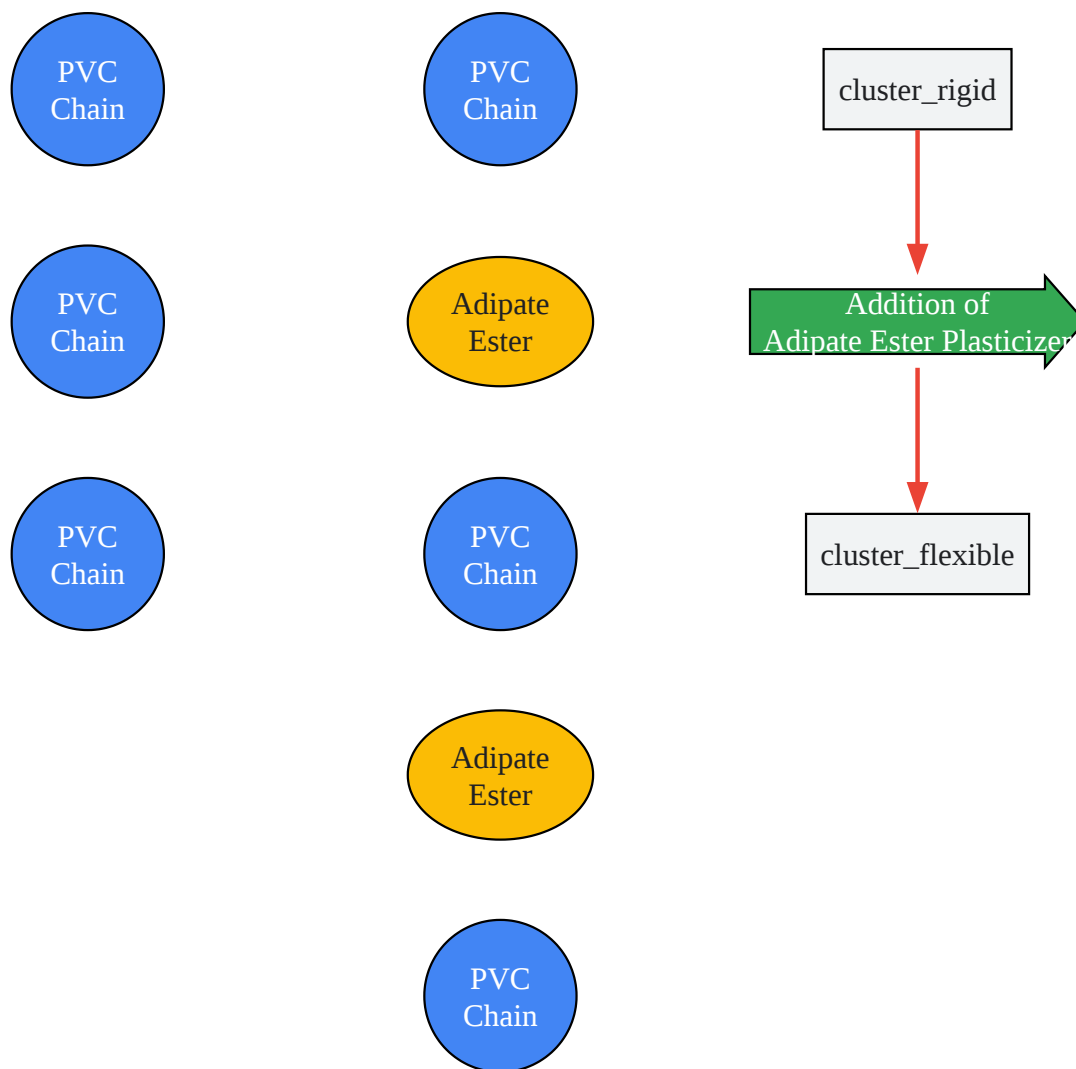 PVC
Chain
PVC
Chain
cluster_rigid
PVC
Chain
Adipate
Ester
Addition of
Adipate Ester Plasticizer
PVC
Chain
PVC
Chain
cluster_flexible
Adipate
Ester
PVC
Chain